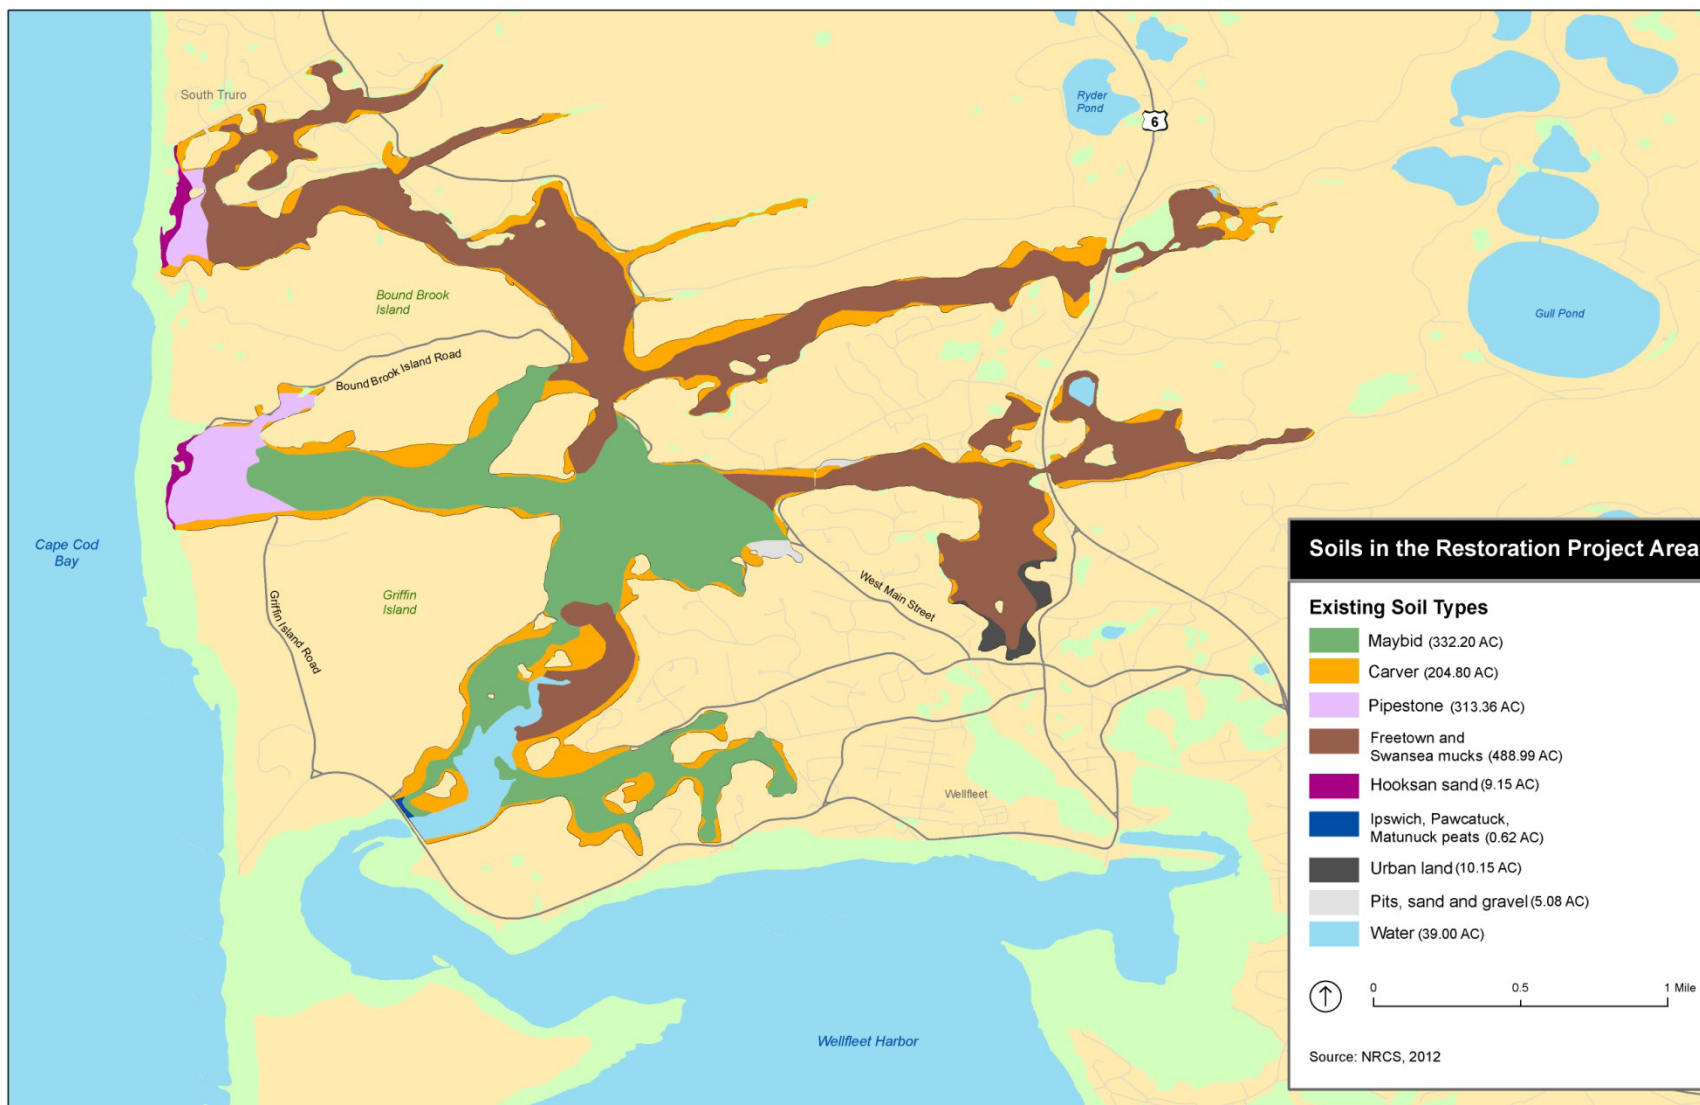 South Truro
Ryder
Pond
6
Bound Brook
Island
Gull Pond
Bound Brook Island Road
Cape Cod
Bay
Griffin
Island
Griffin Island Road
West Main Street
Wellfleet
Wellfleet Harbor
Soils in the Restoration Project Area
Existing Soil Types
Maybid (332.20 AC)
Carver (204.80 AC)
Pipestone (313.36 AC)
Freetown and
Swansea mucks (488.99 AC)
Hooksan sand (9.15 AC)
Ipswich, Pawcatuck,
Matunuck peats (0.62 AC)
Urban land (10.15 AC)
Pits, sand and gravel (5.08 AC)
Water (39.00 AC)
0 0.5 1 Mile
Source: NRCS, 2012